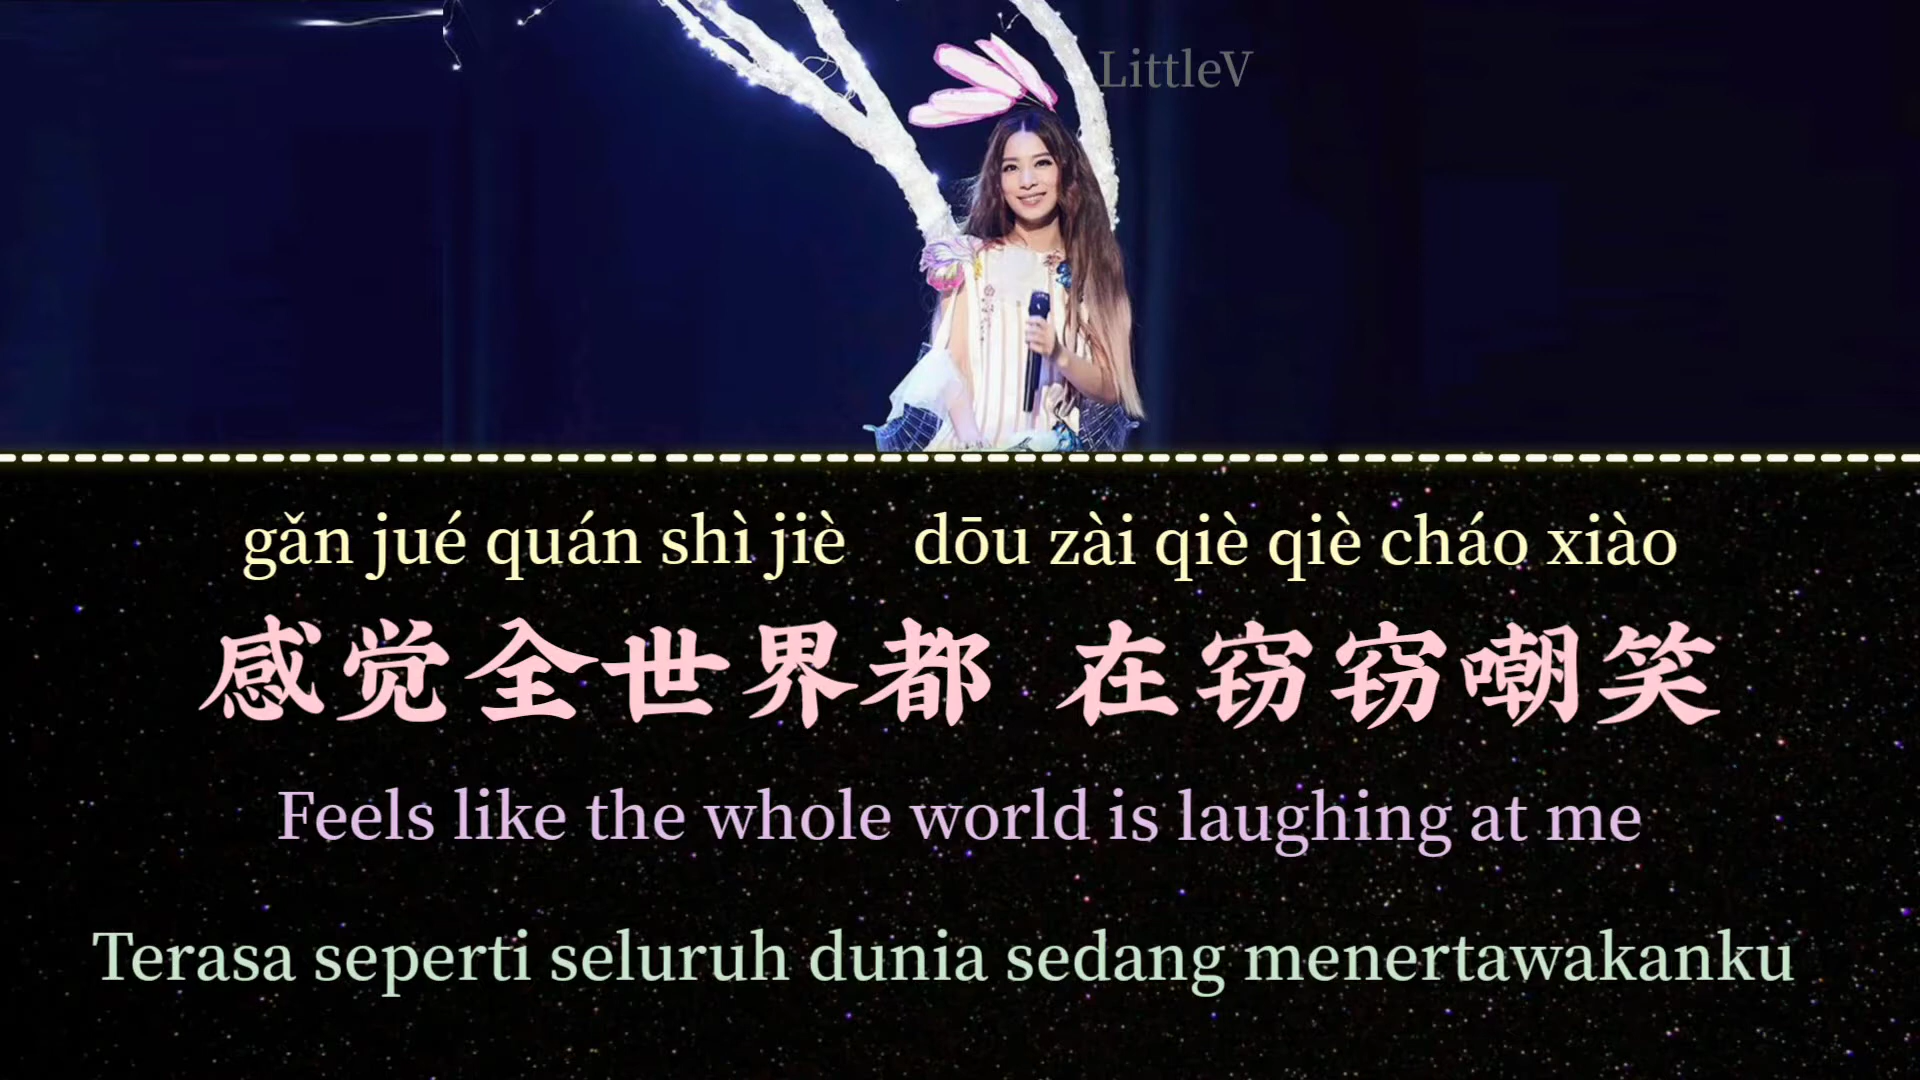 LittleV
gǎn jué quán shì jiè dōu zài qiè qiè cháo xiào
感觉全世界都 在窃窃嘲笑
Feels like the whole world is laughing at me
Terasa seperti seluruh dunia sedang menertawakanku